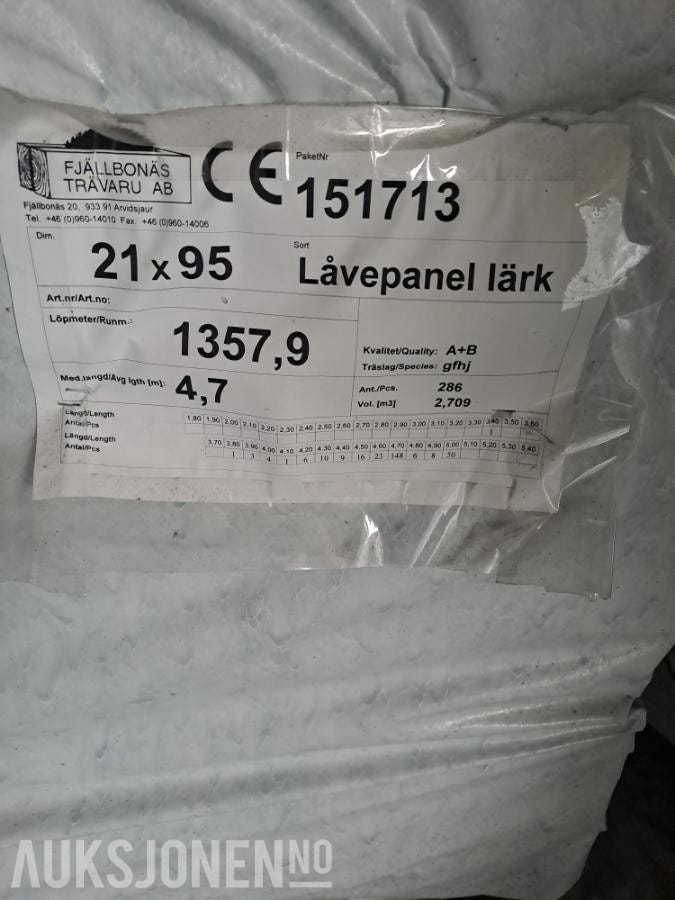 FJÄLLBONÄS
TRÄVARU AB
CE
PaketNr
151713
Fjällbonäs 20, 933 91 Arvidsjaur
Tel. +46 (0)960-14010 Fax. +46 (0)960-14006
Dim.
21 x 95
Sort
Låvepanel lärk
Art.nr/Art.no:
Löpmeter/Runm.:
1357,9
Kvalitet/Quality: A+B
Träslag/Species: gfhj
Med.längd/Avg lgth [m]: 4,7
Ant./Pcs. 286
Vol. [m3] 2,709
Längd/Length 1,80 1,90 2,00 2,10 2,20 2,30 2,40 2,50 2,60 2,70 2,80 2,90 3,00 3,10 3,20 3,30 3,40 3,50 3,60
Antal/Pcs 1
Längd/Length 3,70 3,80 3,90 4,00 4,10 4,20 4,30 4,40 4,50 4,60 4,70 4,80 4,90 5,00 5,10 5,20 5,30 5,40
Antal/Pcs 1 3 4 1 6 10 9 16 23 148 6 8 50
AUKSJONEN.NO